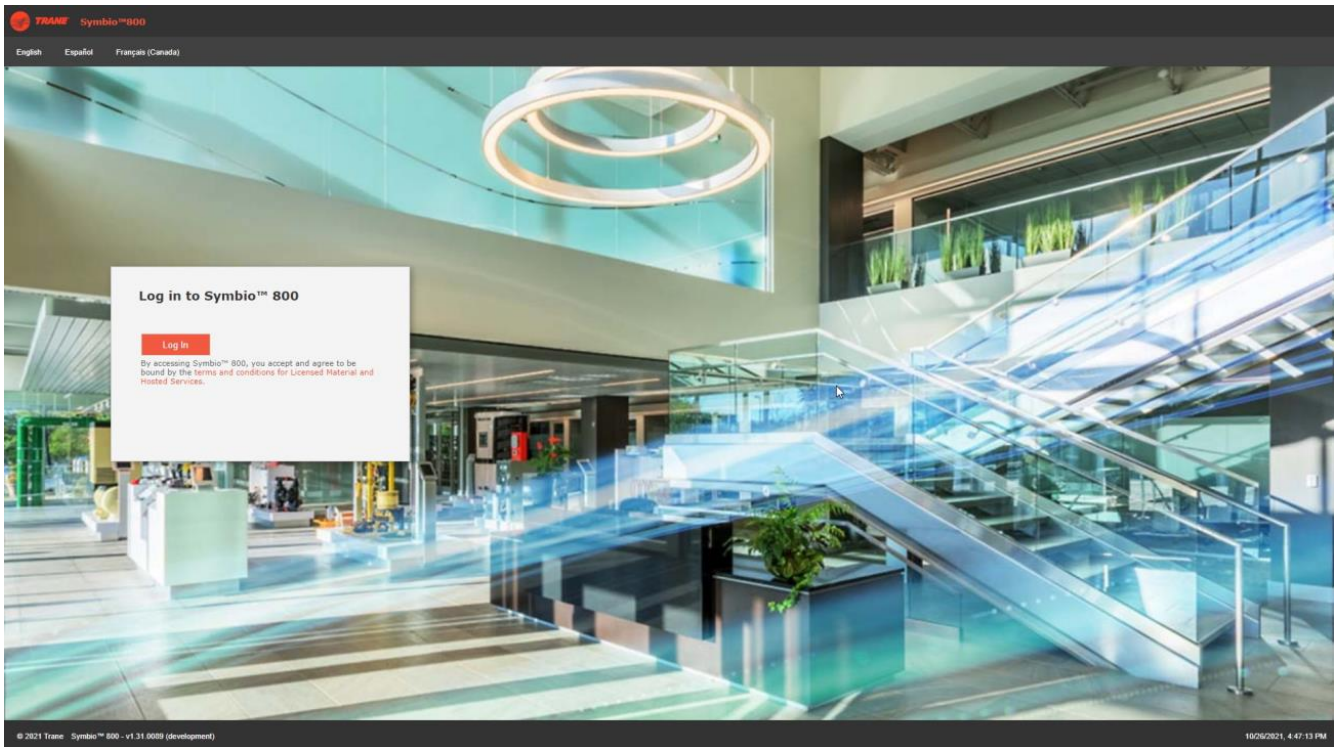 TRANE Symbio™800
English Español Français (Canada)
Log in to Symbio™ 800
Log In
By accessing Symbio™ 800, you accept and agree to be
bound by the terms and conditions for Licensed Material and
Hosted Services.
© 2021 Trane Symbio™ 800 - v1.31.0089 (development)
10/26/2021, 4:47:13 PM